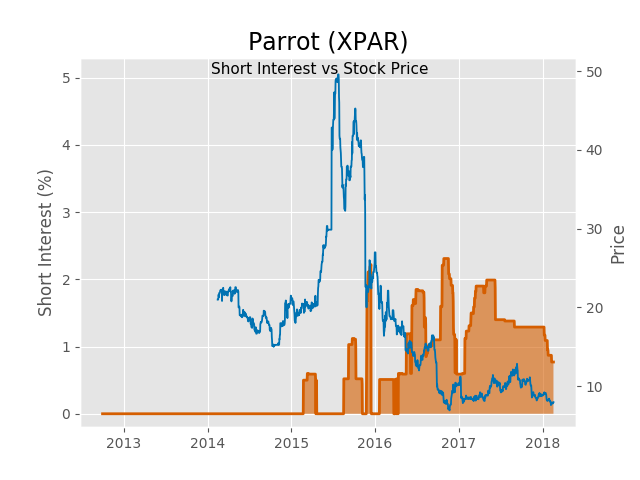 Parrot (XPAR)
Short Interest vs Stock Price
Short Interest (%)
5
4
3
2
1
0
50
40
30
20
10
Price
2013 2014 2015 2016 2017 2018